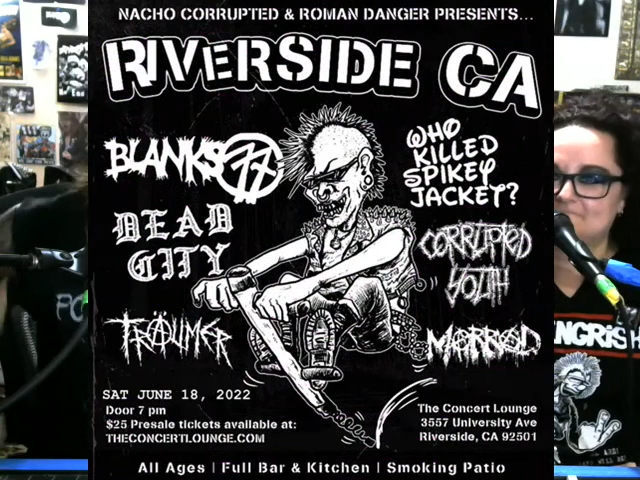 NACHO CORRUPTED & ROMAN DANGER PRESENTS...
RIVERSIDE CA
BLANKS 77
WHO
KILLED
SPIKEY
JACKET?
DEAD
CITY
CORRUPTED
YOUTH
TRÄUMER
MORROD
SAT JUNE 18, 2022
Door 7 pm
$25 Presale tickets available at:
THECONCERTLOUNGE.COM
The Concert Lounge
3557 University Ave
Riverside, CA 92501
All Ages | Full Bar & Kitchen | Smoking Patio